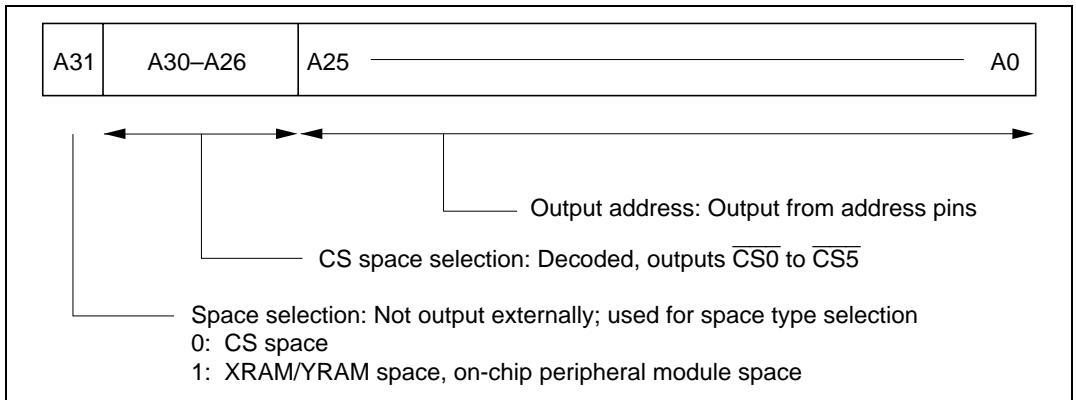 A31 A30–A26 A25 A0
Output address: Output from address pins
CS space selection: Decoded, outputs C̅S̅0̅ to C̅S̅5̅
Space selection: Not output externally; used for space type selection
0: CS space
1: XRAM/YRAM space, on-chip peripheral module space